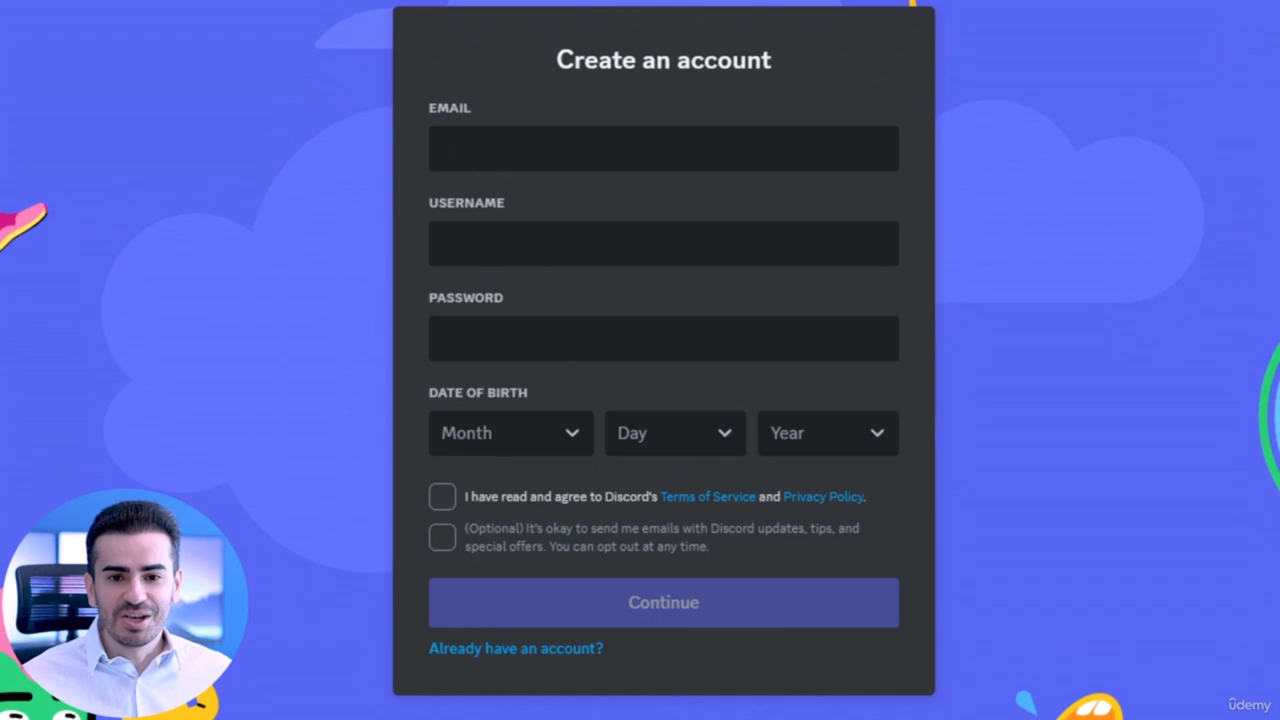 Create an account
EMAIL
USERNAME
PASSWORD
DATE OF BIRTH
Month Day Year
I have read and agree to Discord's Terms of Service and Privacy Policy.
(Optional) It's okay to send me emails with Discord updates, tips, and
special offers. You can opt out at any time.
Continue
Already have an account?
ûdemy